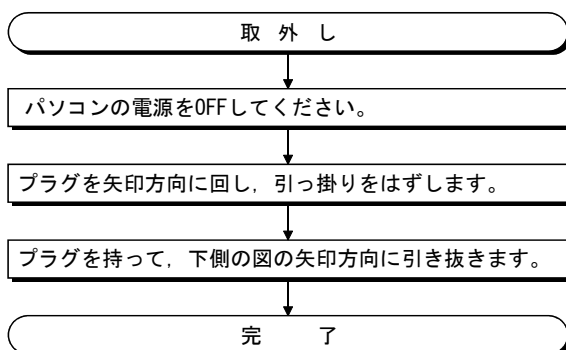 取 外 し
パソコンの電源をOFFしてください。
プラグを矢印方向に回し，引っ掛りをはずします。
プラグを持って，下側の図の矢印方向に引き抜きます。
完 了